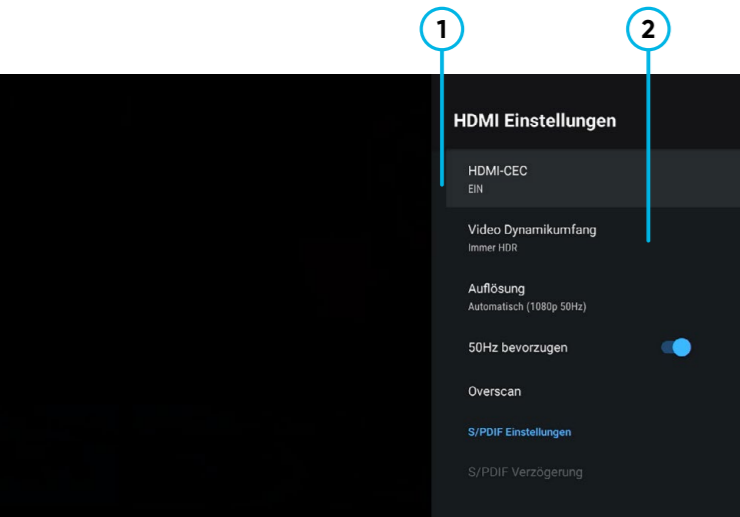 1
2
HDMI Einstellungen
HDMI-CEC
EIN
Video Dynamikumfang
Immer HDR
Auflösung
Automatisch (1080p 50Hz)
50Hz bevorzugen
Overscan
S/PDIF Einstellungen
S/PDIF Verzögerung